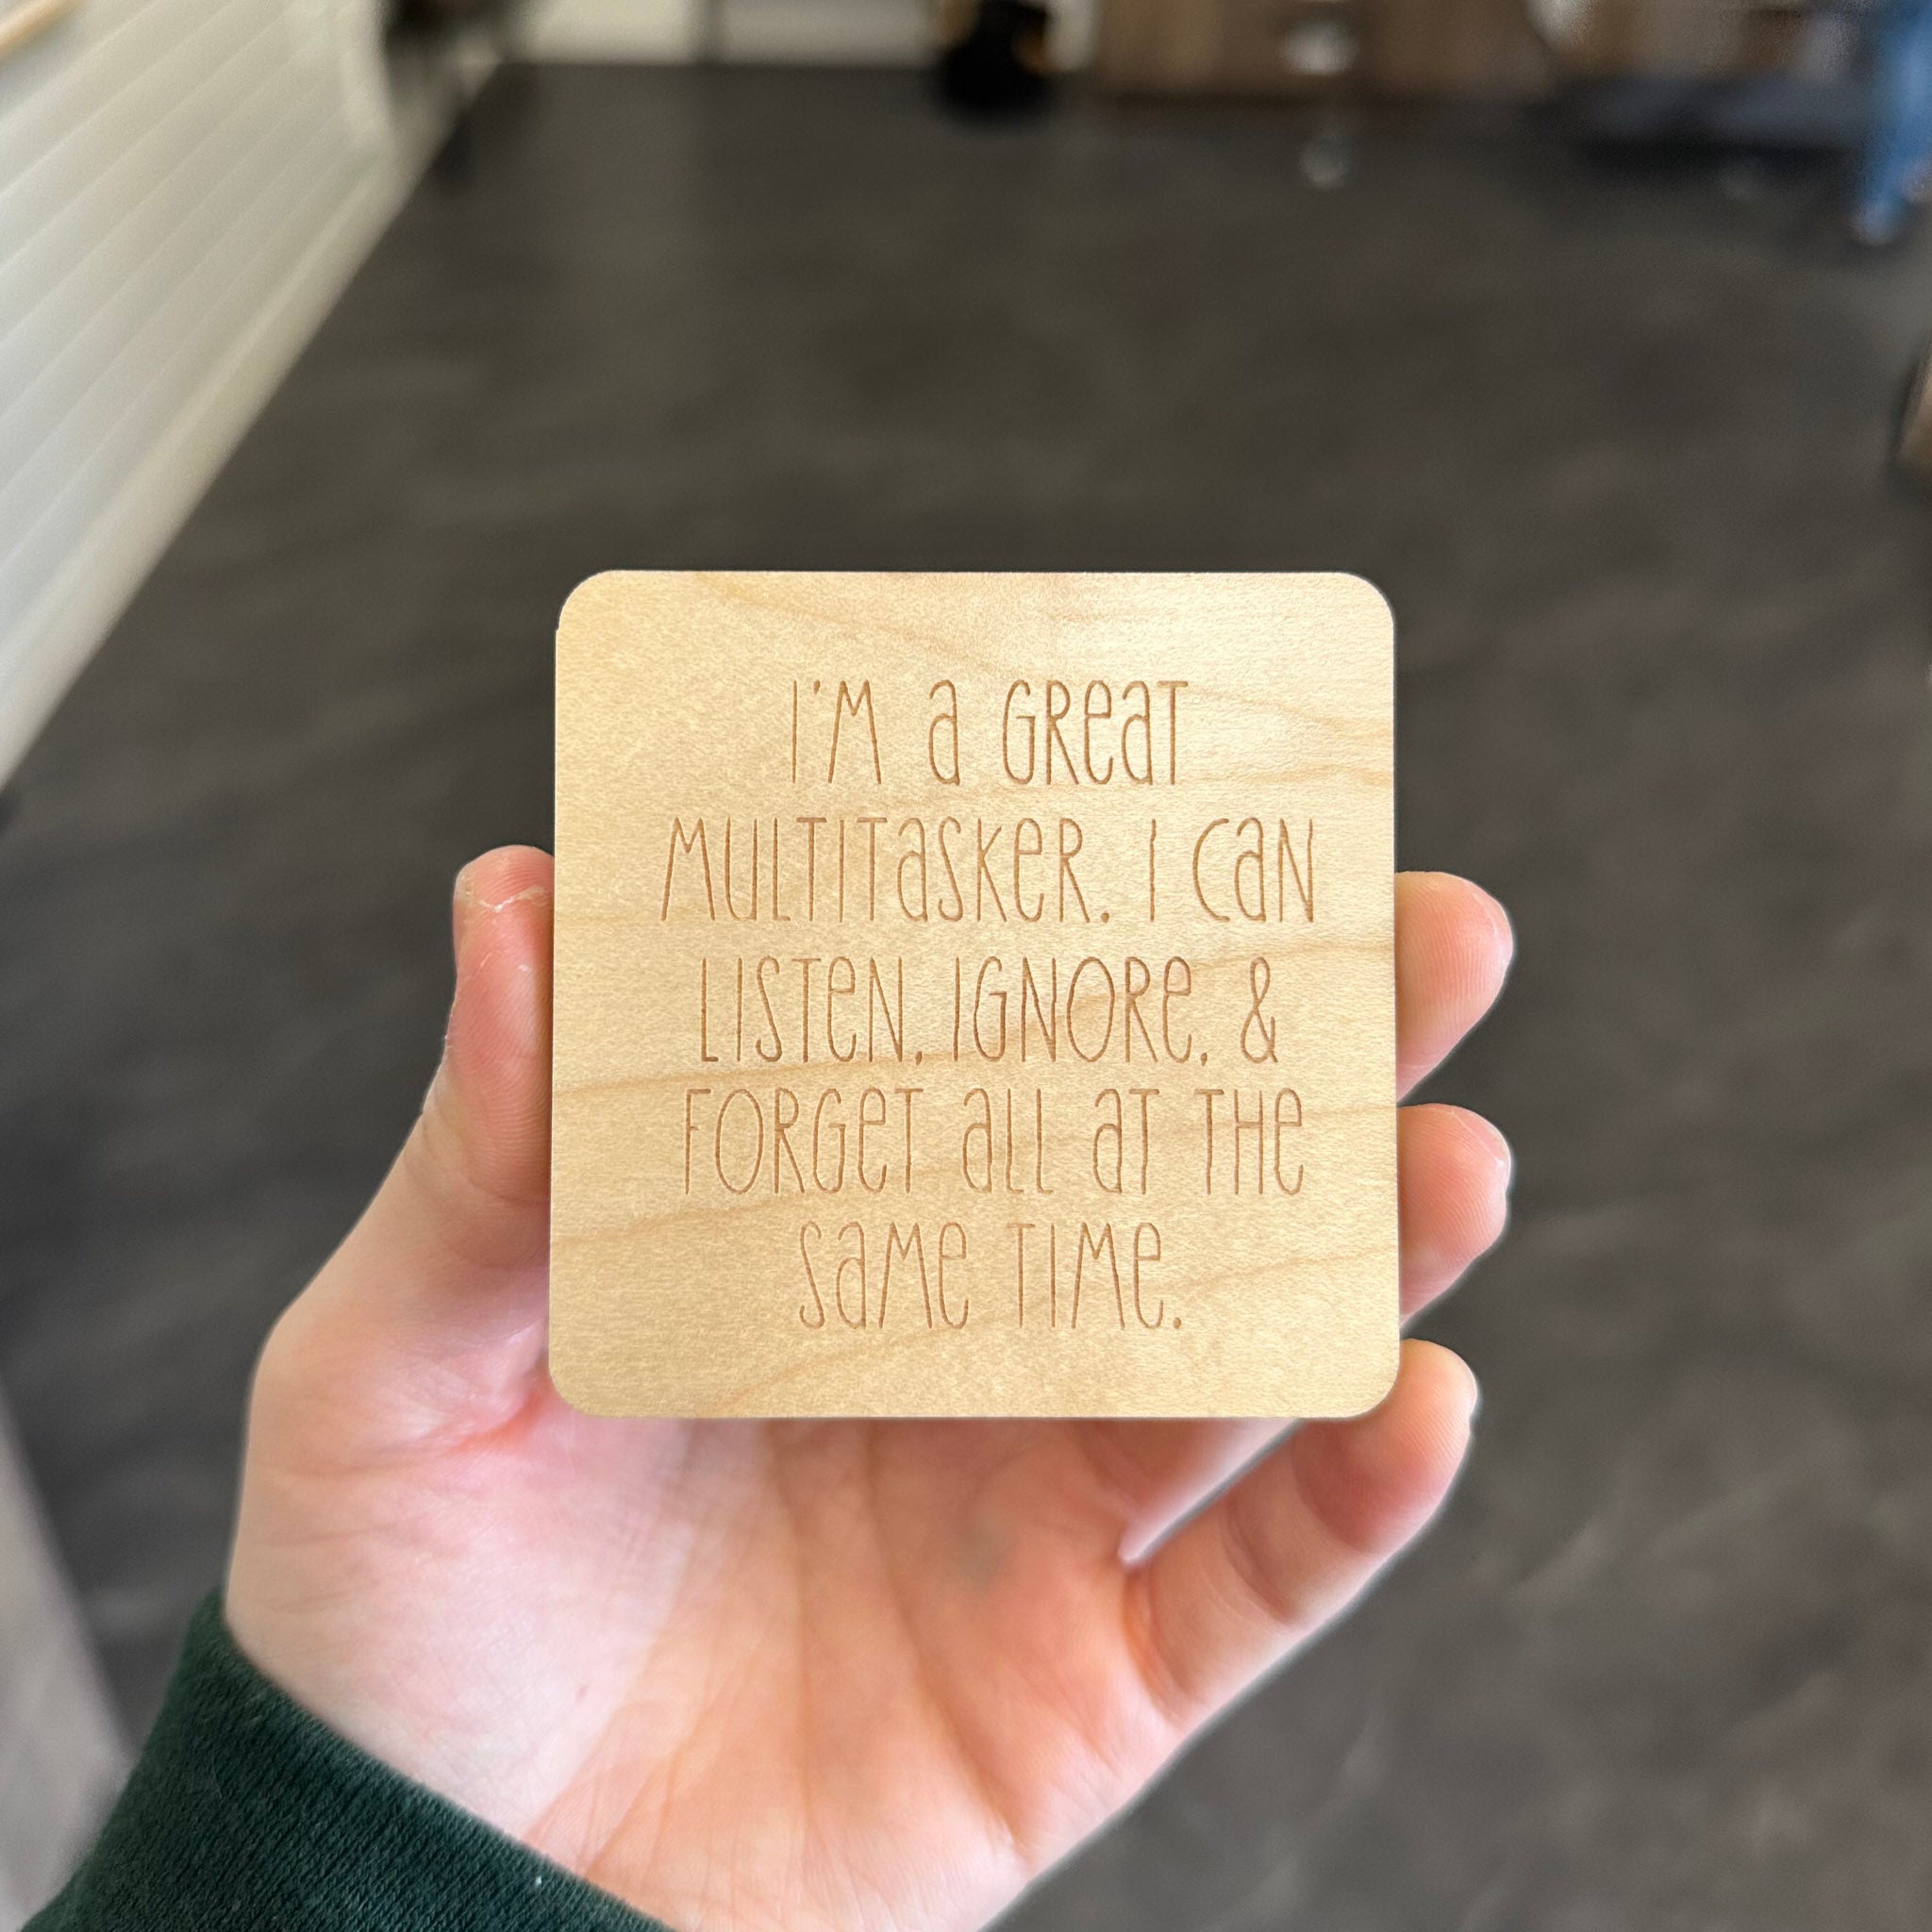 I'M a GReaT
MULTITaSKeR. I CaN
LISTeN, IGNORe, &
FORGeT aLL aT THe
SaMe TIMe.